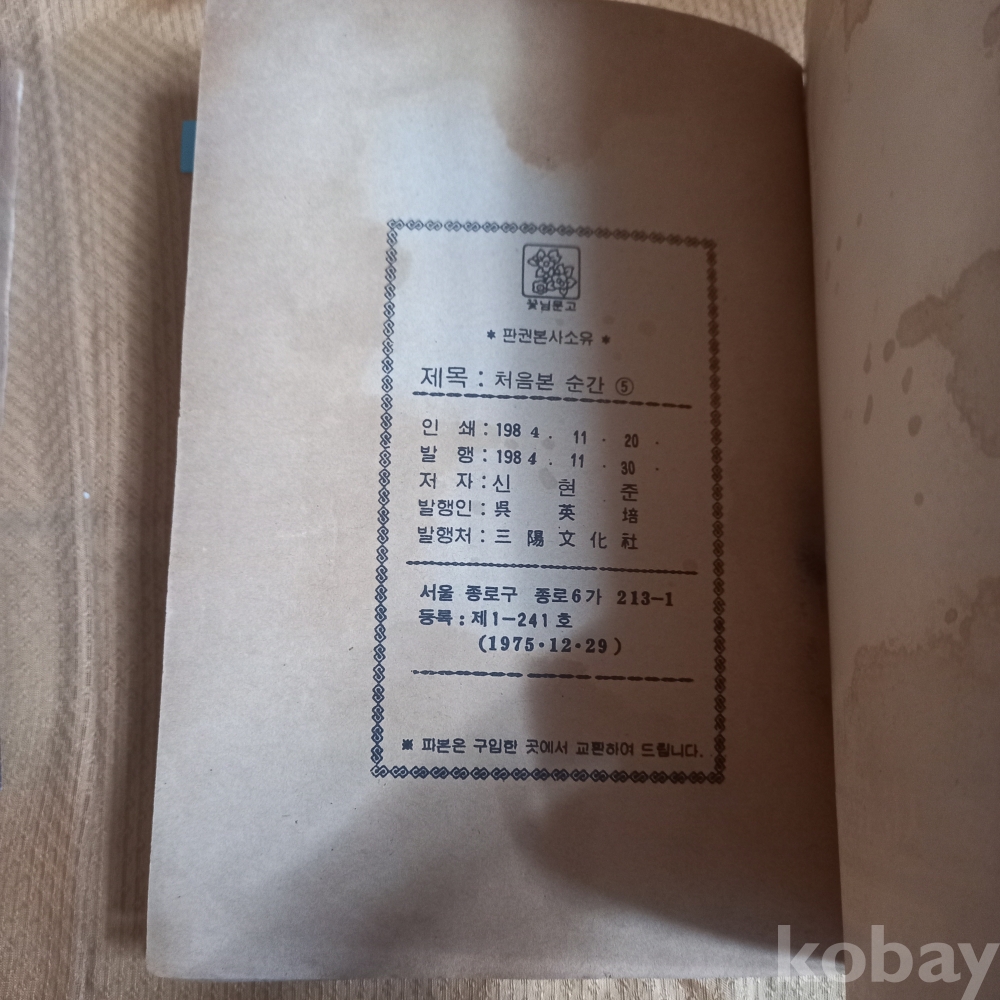 꽃님문고
* 판권본사소유 *
제목 : 처음본 순간 ⑤
인 쇄 : 1984. 11. 20.
발 행 : 1984. 11. 30.
저 자 : 신 현 준
발행인 : 吳 英 培
발행처 : 三 陽 文 化 社
서울 종로구 종로6가 213-1
등록 : 제1-241호
(1975·12·29)
※ 파본은 구입한 곳에서 교환하여 드립니다.
kobay